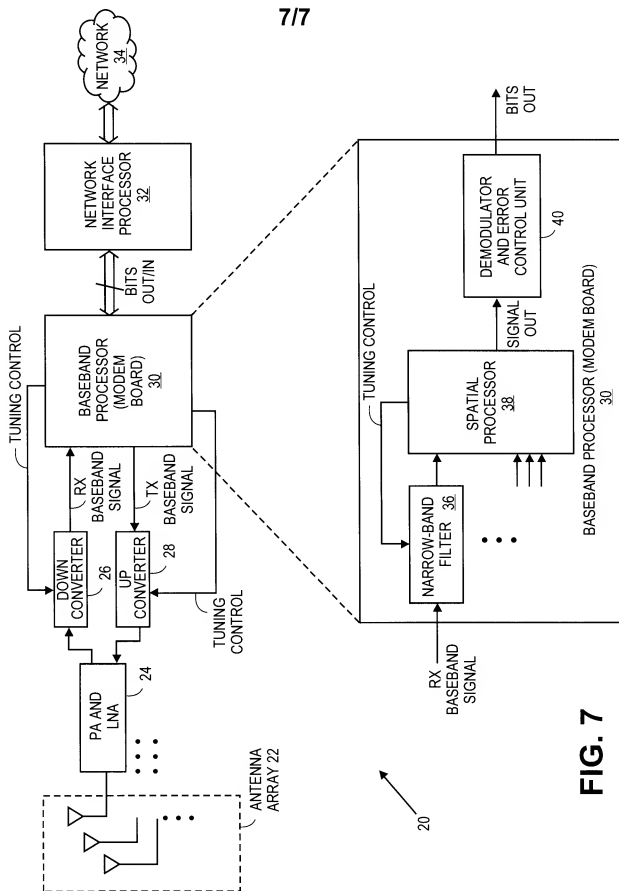 7/7
NETWORK
34
NETWORK
INTERFACE
PROCESSOR
32
BITS
OUT/IN
TUNING CONTROL
BASEBAND
PROCESSOR
(MODEM
BOARD)
30
RX
BASEBAND
SIGNAL
TX
BASEBAND
SIGNAL
DOWN
CONVERTER
26
UP
CONVERTER
28
TUNING
CONTROL
PA AND
LNA
24
ANTENNA
ARRAY 22
BITS
OUT
DEMODULATOR
AND ERROR
CONTROL UNIT
40
SIGNAL
OUT
TUNING CONTROL
SPATIAL
PROCESSOR
38
NARROW-BAND
FILTER 36
RX
BASEBAND
SIGNAL
BASEBAND PROCESSOR (MODEM BOARD)
30
20
FIG. 7